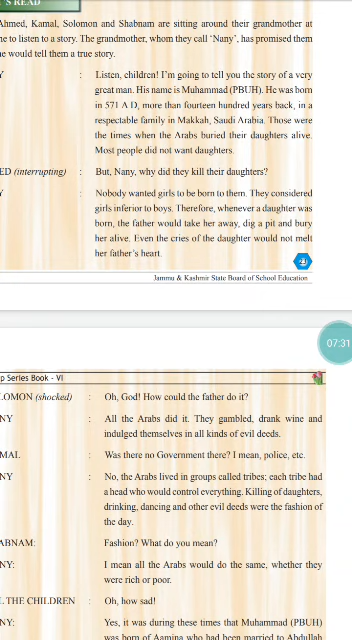 'S READ
Ahmed, Kamal, Solomon and Shabnam are sitting around their grandmother at
me to listen to a story. The grandmother, whom they call 'Nany', has promised them
he would tell them a true story.
Y : Listen, children! I'm going to tell you the story of a very
great man. His name is Muhammad (PBUH). He was born
in 571 A D, more than fourteen hundred years back, in a
respectable family in Makkah, Saudi Arabia. Those were
the times when the Arabs buried their daughters alive.
Most people did not want daughters.
ED (interrupting) : But, Nany, why did they kill their daughters?
Y : Nobody wanted girls to be born to them. They considered
girls inferior to boys. Therefore, whenever a daughter was
born, the father would take her away, dig a pit and bury
her alive. Even the cries of the daughter would not melt
her father's heart.
23
Jammu & Kashmir State Board of School Education
07:31
p Series Book - VI
LOMON (shocked) : Oh, God! How could the father do it?
NY : All the Arabs did it. They gambled, drank wine and
indulged themselves in all kinds of evil deeds.
MAL : Was there no Government there? I mean, police, etc.
NY : No, the Arabs lived in groups called tribes; each tribe had
a head who would control everything. Killing of daughters,
drinking, dancing and other evil deeds were the fashion of
the day.
ABNAM: Fashion? What do you mean?
NY: I mean all the Arabs would do the same, whether they
were rich or poor.
L THE CHILDREN : Oh, how sad!
NY: Yes, it was during these times that Muhammad (PBUH)
was born of Aamina who had been married to Abdullah